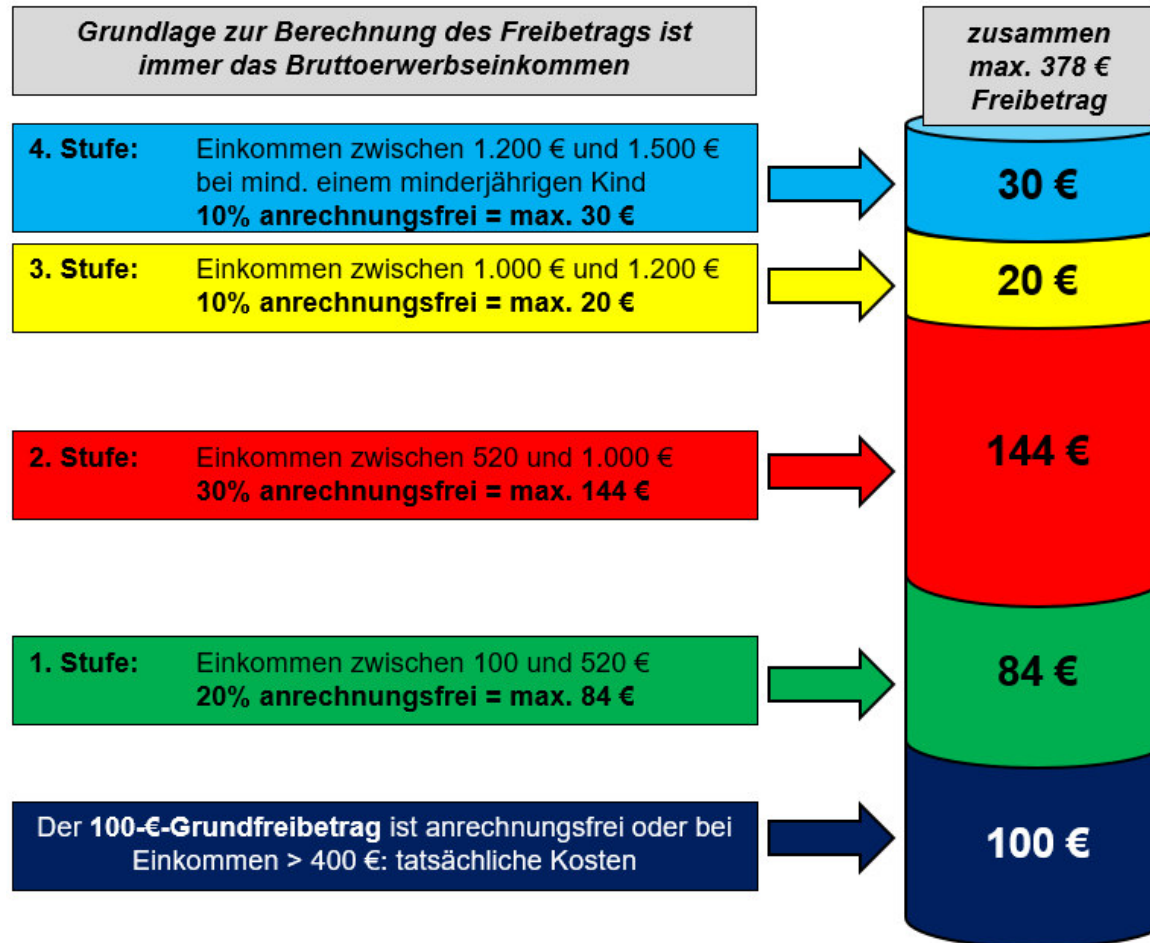 Grundlage zur Berechnung des Freibetrags ist
immer das Bruttoerwerbseinkommen
zusammen
max. 378 €
Freibetrag
4. Stufe: Einkommen zwischen 1.200 € und 1.500 €
bei mind. einem minderjährigen Kind
10% anrechnungsfrei = max. 30 €
30 €
3. Stufe: Einkommen zwischen 1.000 € und 1.200 €
10% anrechnungsfrei = max. 20 €
20 €
2. Stufe: Einkommen zwischen 520 und 1.000 €
30% anrechnungsfrei = max. 144 €
144 €
1. Stufe: Einkommen zwischen 100 und 520 €
20% anrechnungsfrei = max. 84 €
84 €
Der 100-€-Grundfreibetrag ist anrechnungsfrei oder bei
Einkommen > 400 €: tatsächliche Kosten
100 €